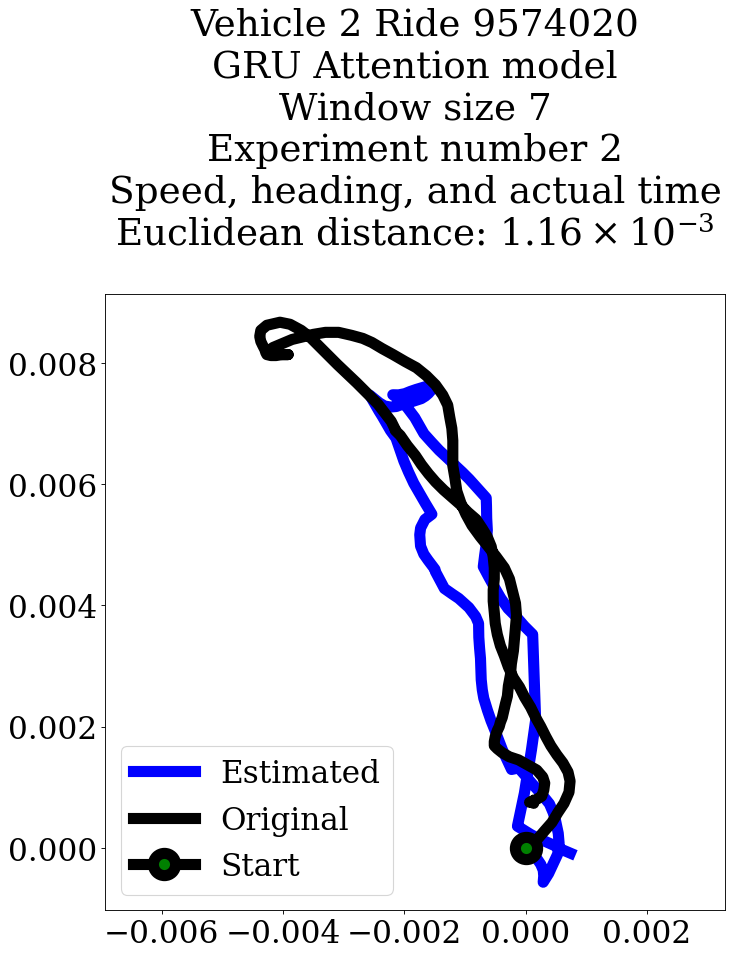 Vehicle 2 Ride 9574020
GRU Attention model
Window size 7
Experiment number 2
Speed, heading, and actual time
Euclidean distance: 1.16 × 10⁻³
0.008
0.006
0.004
0.002
0.000
Estimated
Original
Start
−0.006 −0.004 −0.002 0.000 0.002